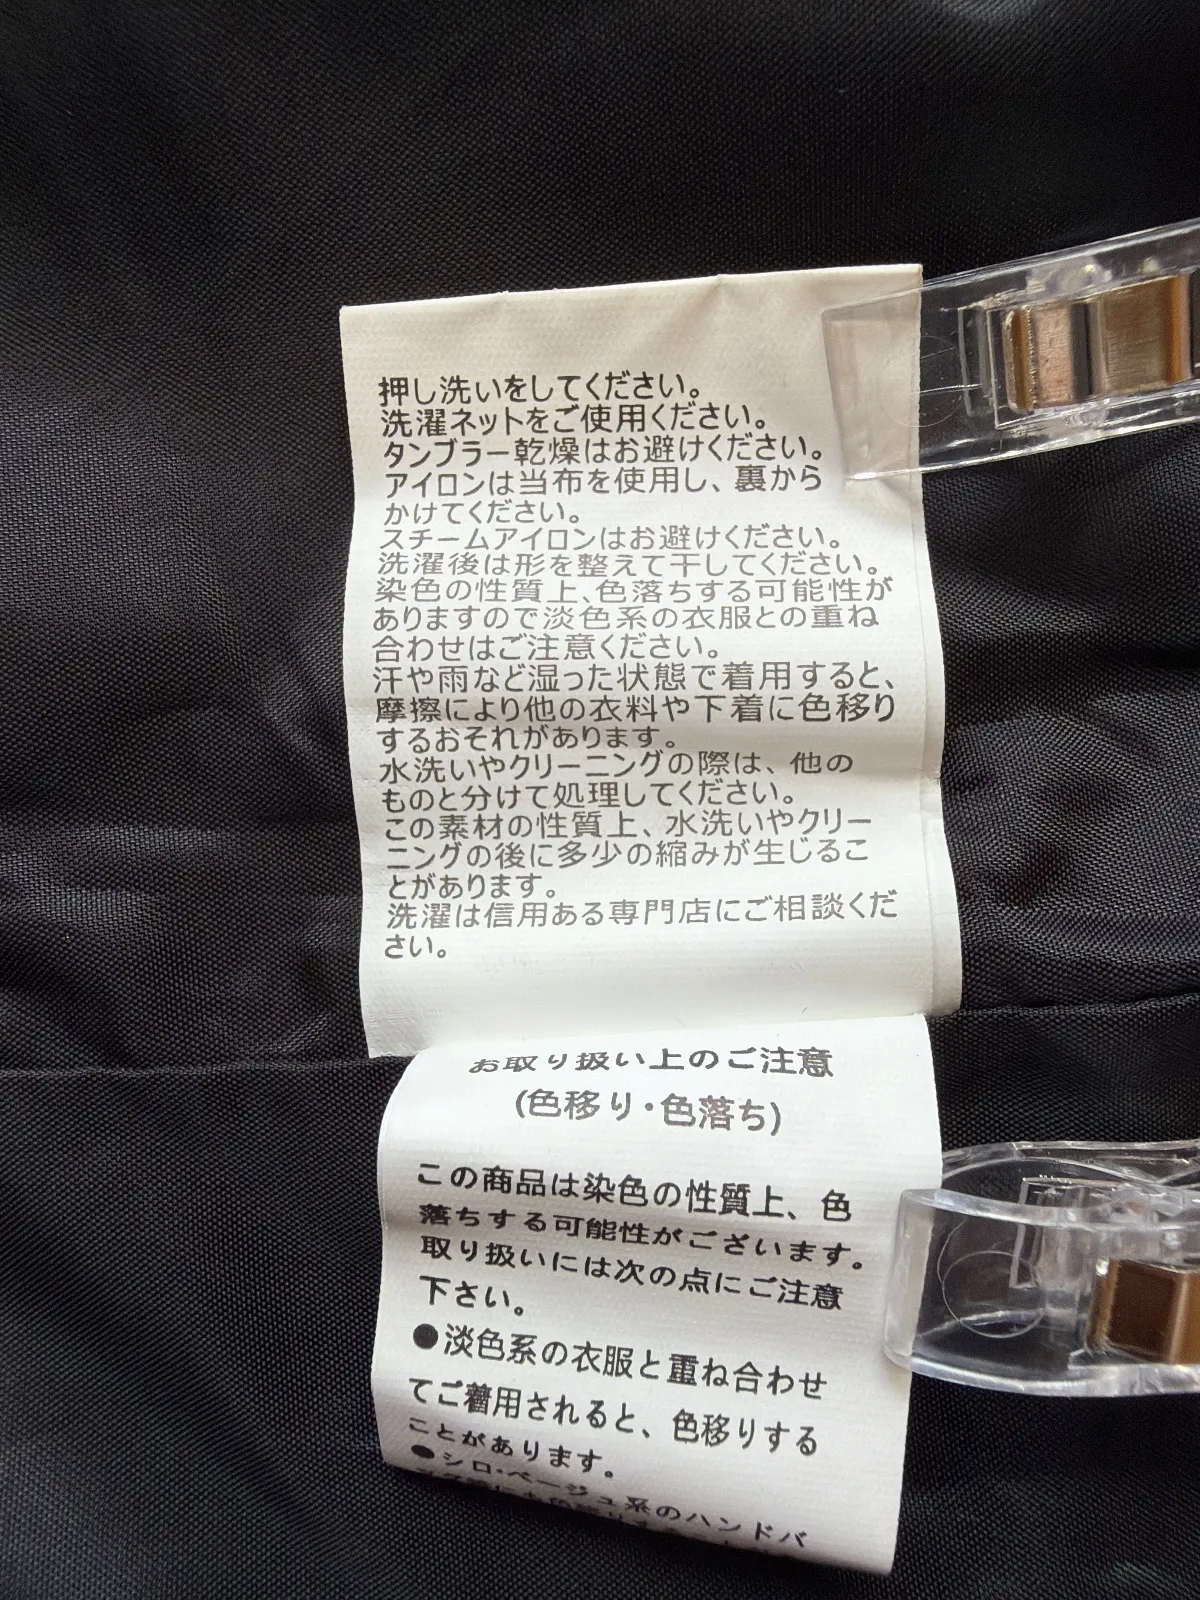 押し洗いをしてください。
洗濯ネットをご使用ください。
タンブラー乾燥はお避けください。
アイロンは当布を使用し、裏から
かけてください。
スチームアイロンはお避けください。
洗濯後は形を整えて干してください。
染色の性質上、色落ちする可能性が
ありますので淡色系の衣服との重ね
合わせはご注意ください。
汗や雨など湿った状態で着用すると、
摩擦により他の衣料や下着に色移り
するおそれがあります。
水洗いやクリーニングの際は、他の
ものと分けて処理してください。
この素材の性質上、水洗いやクリー
ニングの後に多少の縮みが生じるこ
とがあります。
洗濯は信用ある専門店にご相談くだ
さい。
お取り扱い上のご注意
(色移り・色落ち)
この商品は染色の性質上、色
落ちする可能性がございます。
取り扱いには次の点にご注意
下さい。
●淡色系の衣服と重ね合わせ
てご着用されると、色移りする
ことがあります。
●シロ・ベージュ系のハンドバ